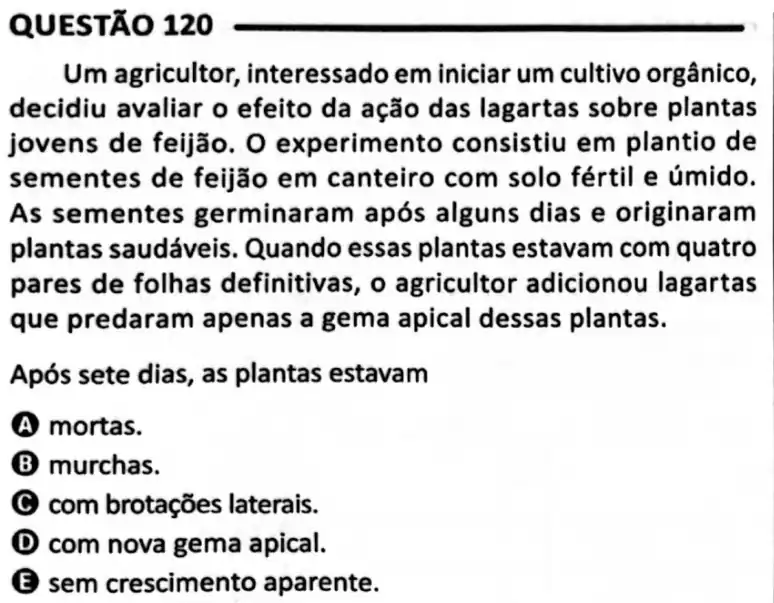 QUESTÃO 120
Um agricultor, interessado em iniciar um cultivo orgânico,
decidiu avaliar o efeito da ação das lagartas sobre plantas
jovens de feijão. O experimento consistiu em plantio de
sementes de feijão em canteiro com solo fértil e úmido.
As sementes germinaram após alguns dias e originaram
plantas saudáveis. Quando essas plantas estavam com quatro
pares de folhas definitivas, o agricultor adicionou lagartas
que predaram apenas a gema apical dessas plantas.
Após sete dias, as plantas estavam
A mortas.
B murchas.
C com brotações laterais.
D com nova gema apical.
E sem crescimento aparente.